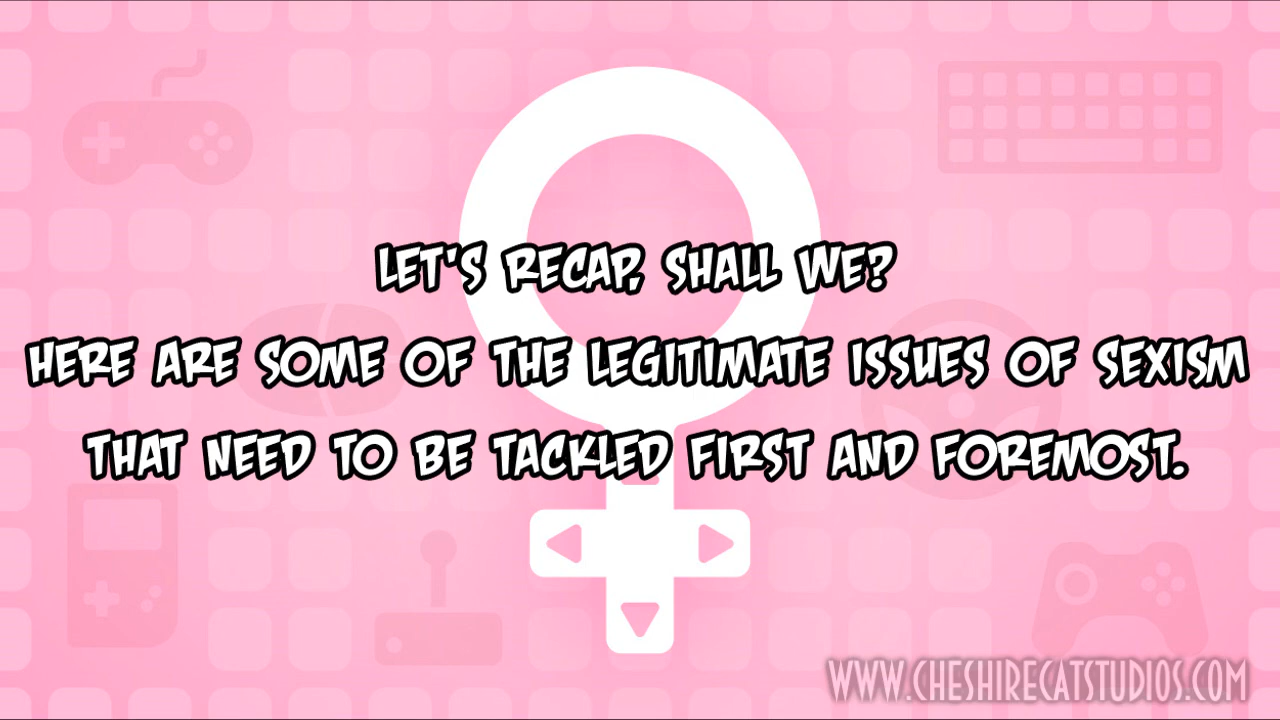 LET'S RECAP, SHALL WE?
HERE ARE SOME OF THE LEGITIMATE ISSUES OF SEXISM
THAT NEED TO BE TACKLED FIRST AND FOREMOST.
WWW.CHESHIRECATSTUDIOS.COM